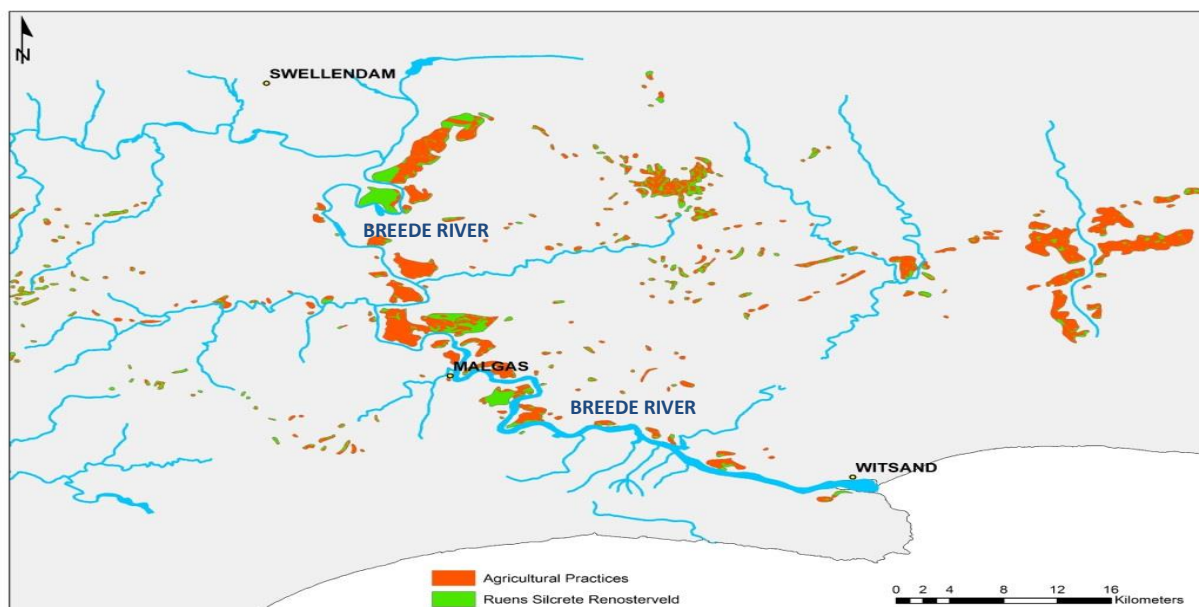 N
SWELLENDAM
BREEDE RIVER
MALGAS
BREEDE RIVER
WITSAND
Agricultural Practices
Ruens Silcrete Renosterveld
0 2 4 8 12 16
Kilometers